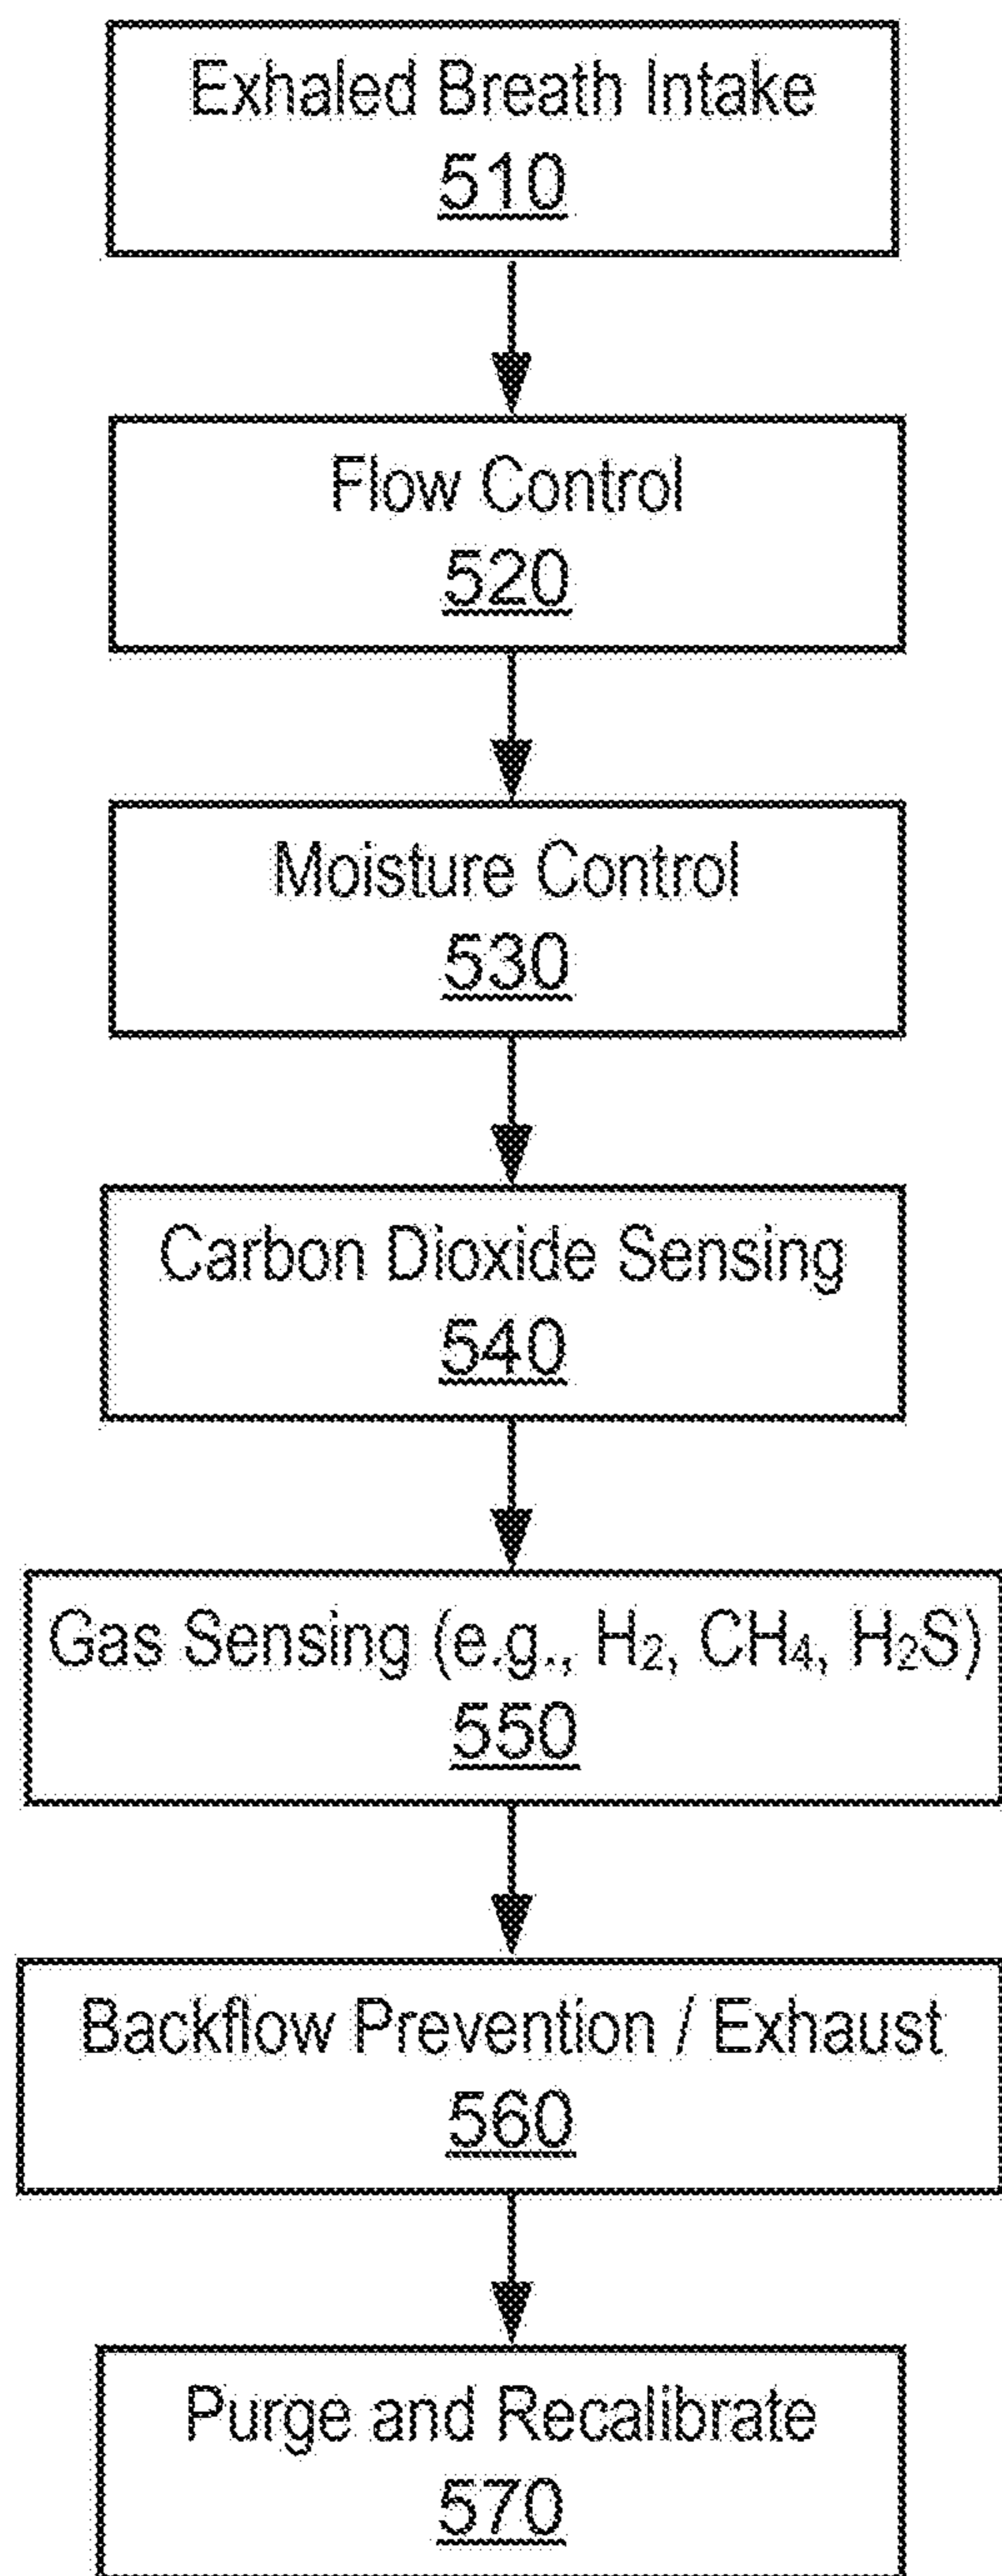 Exhaled Breath Intake
510
Flow Control
520
Moisture Control
530
Carbon Dioxide Sensing
540
Gas Sensing (e.g., H₂, CH₄, H₂S)
550
Backflow Prevention / Exhaust
560
Purge and Recalibrate
570